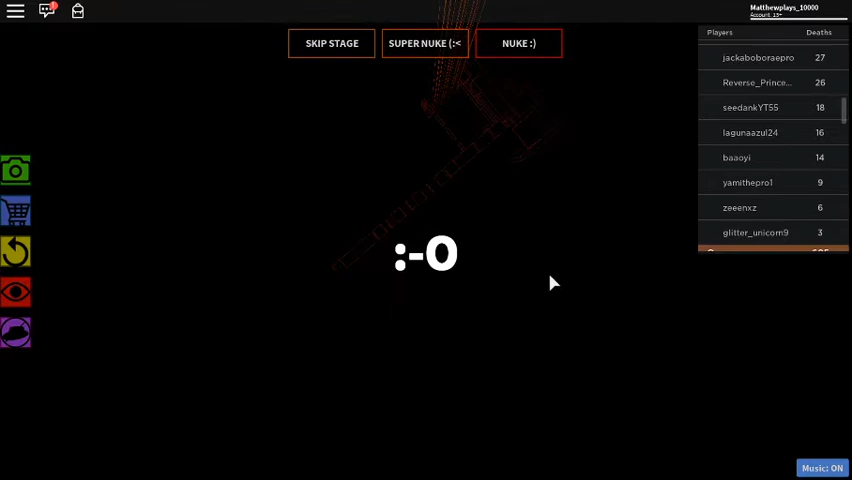 Matthewplays_10000
Account: 13+
SKIP STAGE
SUPER NUKE (:<
NUKE :)
Players Deaths
jackaboboraepro 27
Reverse_Prince... 26
seedankYT55 18
lagunaazul24 16
baaoyi 14
yamithepro1 9
zeeenxz 6
glitter_unicorn9 3
:-O
Music: ON